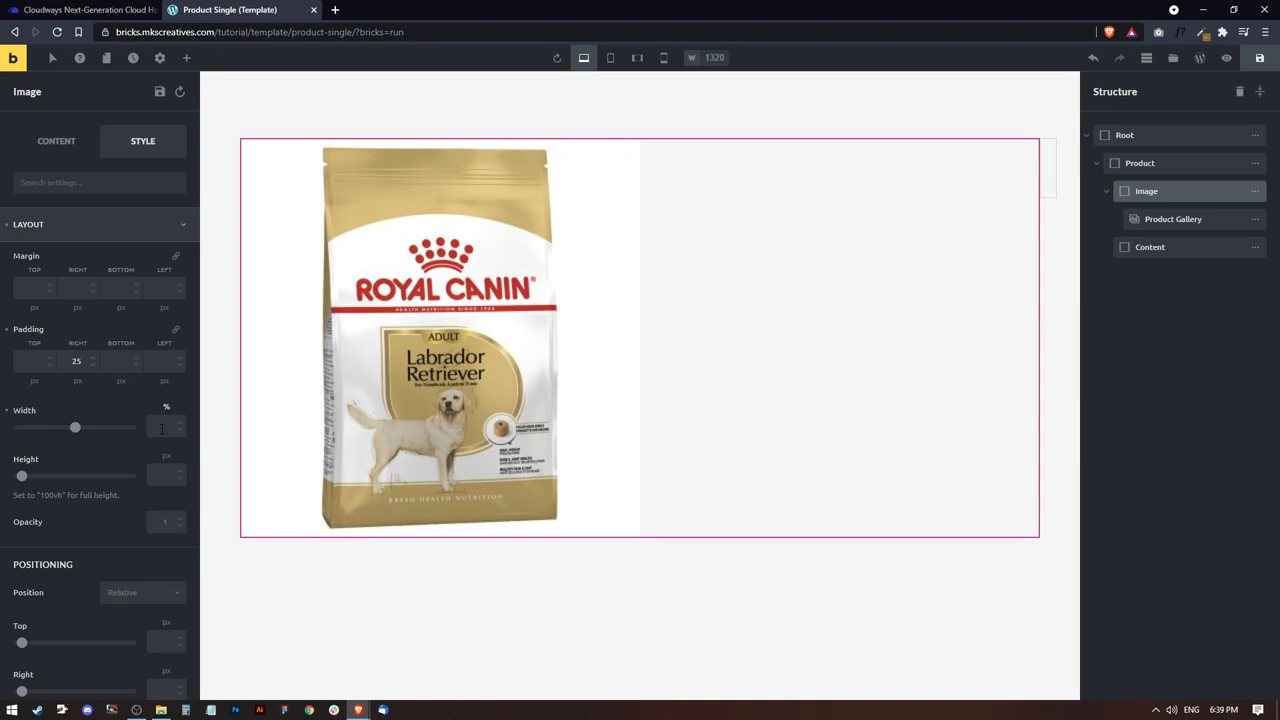 Cloudways Next-Generation Cloud Ho
Product Single (Template)
bricks.mkscreatives.com/tutorial/template/product-single/?bricks=run
b
W 1320
Image
Structure
CONTENT
STYLE
Root
Product
Search settings ..
Image
LAYOUT
Product Gallery
Content
Margin
TOP RIGHT BOTTOM LEFT
px px px px
Padding
TOP RIGHT BOTTOM LEFT
25
px px px px
Width %
Height px
Set to "100vh" for full height.
Opacity 1
POSITIONING
Position Relative
Top px
Right px
ROYAL CANIN®
HEALTH NUTRITION SINCE 1968
ADULT
Labrador
Retriever
BREED HEALTH NUTRITION
ENG 6:39 PM